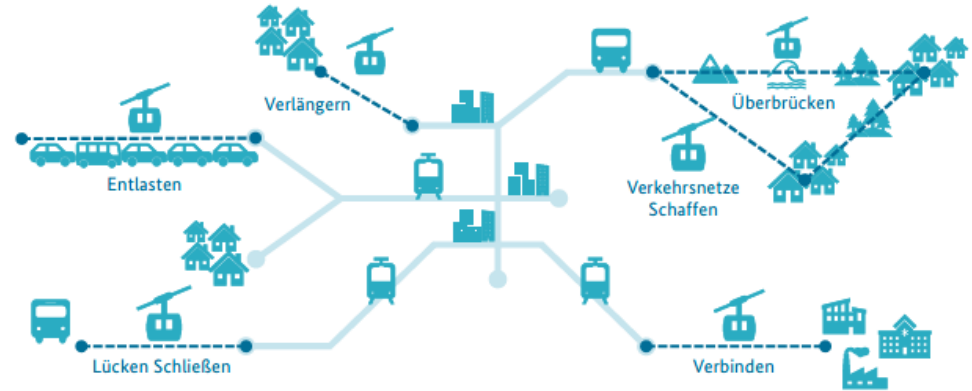 Verlängern
Überbrücken
Entlasten
Verkehrsnetze
Schaffen
Lücken Schließen
Verbinden